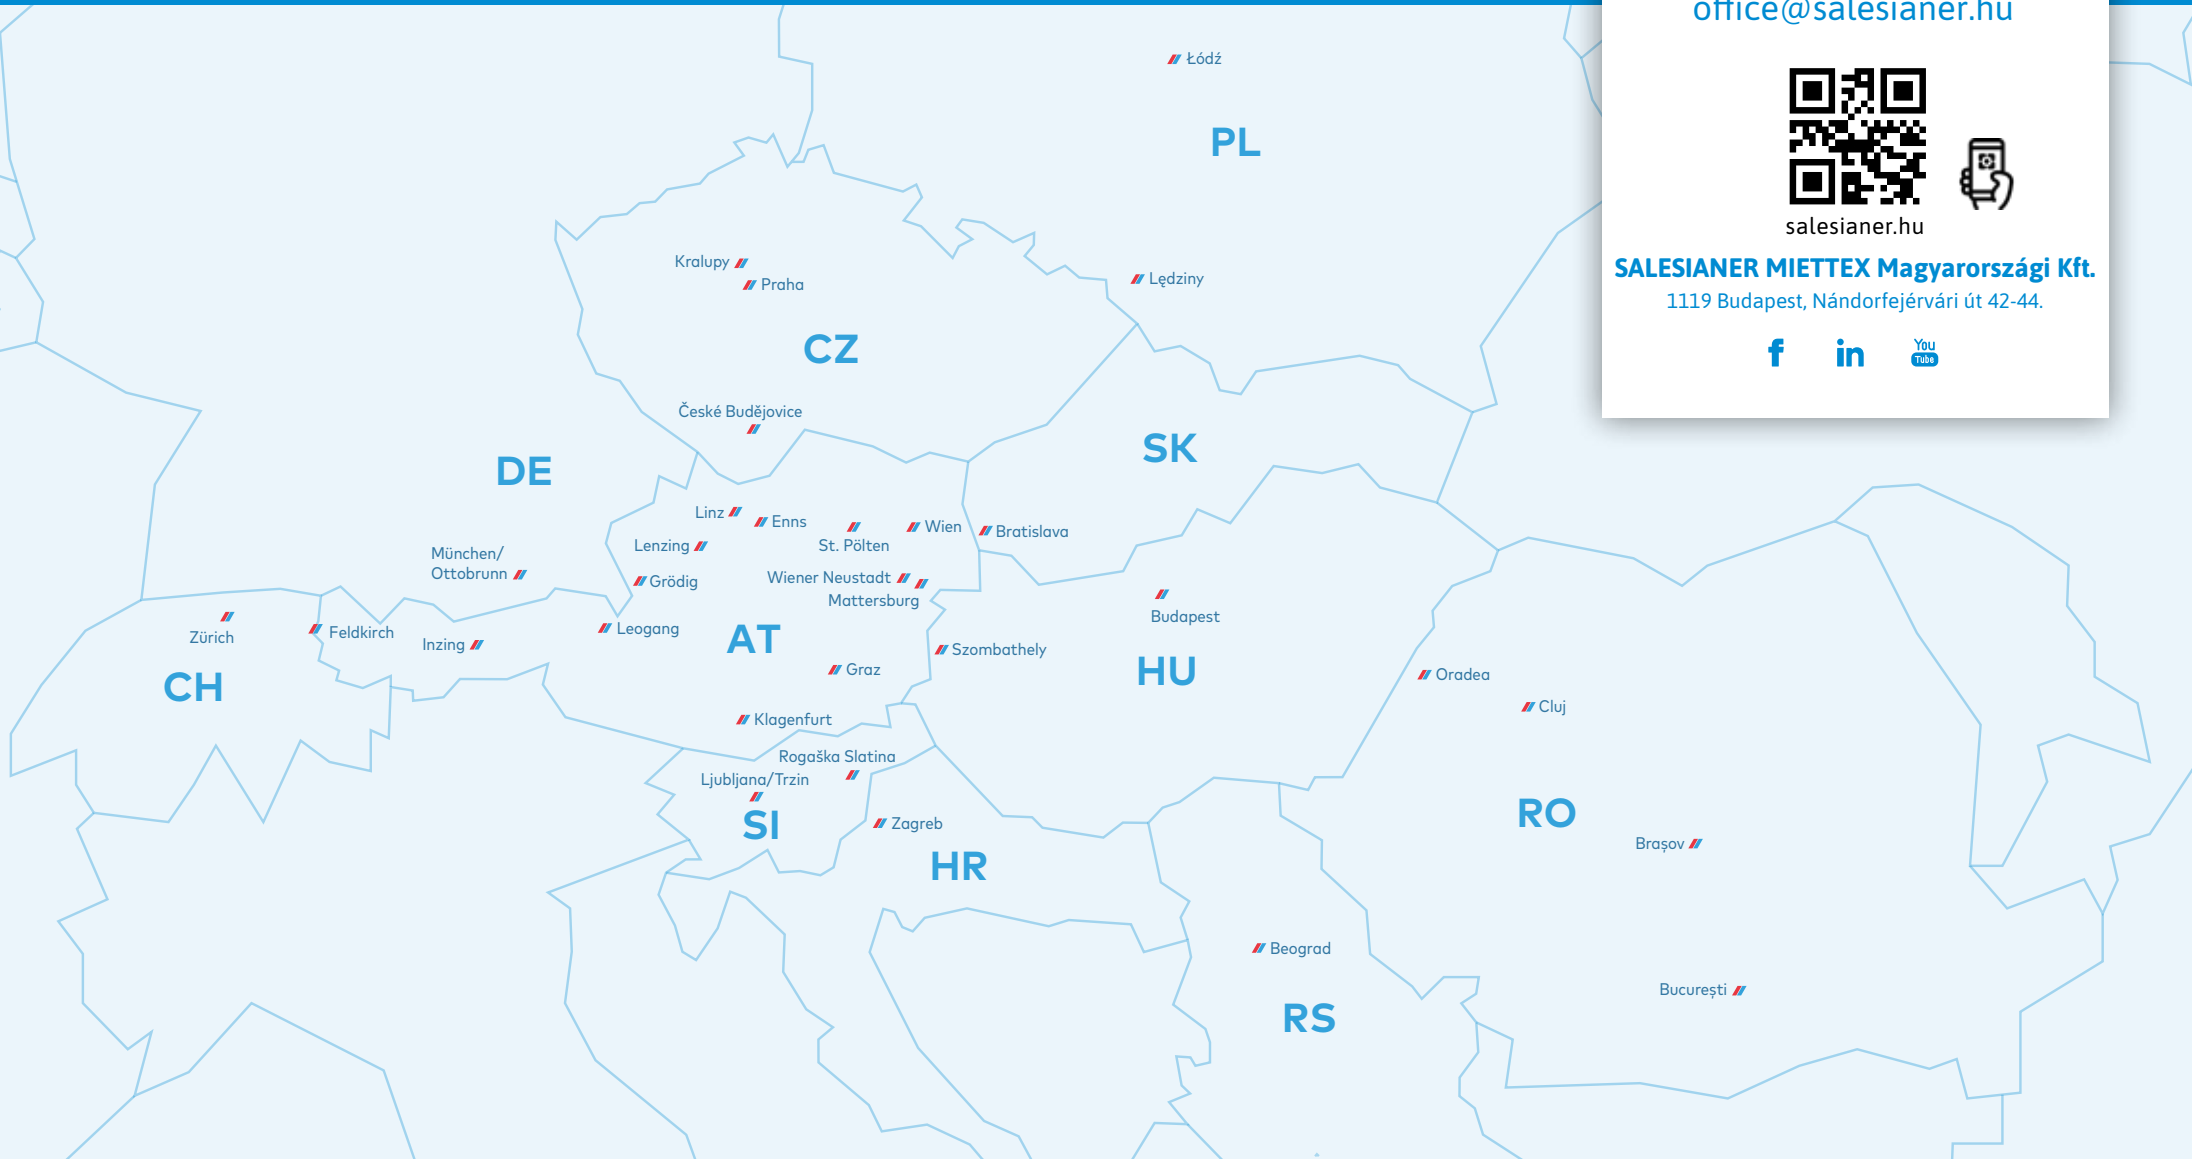 office@salesianer.hu
salesianer.hu
SALESIANER MIETTEX Magyarországi Kft.
1119 Budapest, Nándorfejérvári út 42-44.
f
in
You
Tube
Łódź
PL
Kralupy
Praha
Lędziny
CZ
České Budějovice
SK
DE
Linz
Enns
St. Pölten
Wien
Bratislava
Lenzing
München/
Ottobrunn
Grödig
Wiener Neustadt
Mattersburg
Budapest
Zürich
Feldkirch
Inzing
Leogang
AT
Szombathely
HU
CH
Graz
Oradea
Cluj
Klagenfurt
Rogaška Slatina
Ljubljana/Trzin
SI
Zagreb
HR
RO
Brașov
Beograd
București
RS